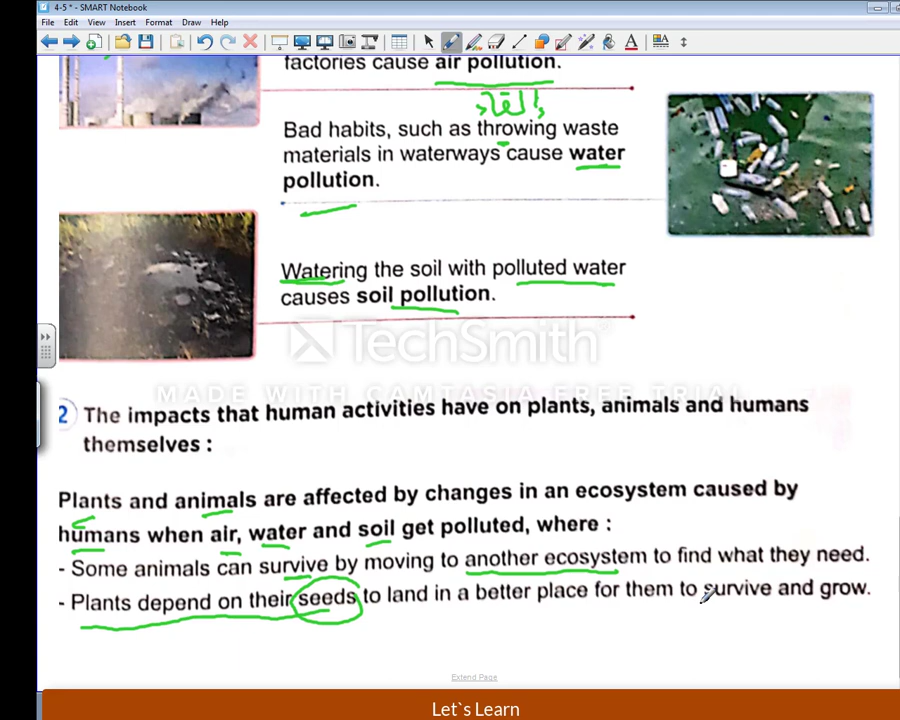 4-5 * - SMART Notebook
File Edit View Insert Format Draw Help
factories cause air pollution.
إلقاء
Bad habits, such as throwing waste
materials in waterways cause water
pollution.
Watering the soil with polluted water
causes soil pollution.
TechSmith®
MADE WITH CAMTASIA FREE TRIAL
2 The impacts that human activities have on plants, animals and humans
themselves :
Plants and animals are affected by changes in an ecosystem caused by
humans when air, water and soil get polluted, where :
- Some animals can survive by moving to another ecosystem to find what they need.
- Plants depend on their seeds to land in a better place for them to survive and grow.
Extend Page
Let`s Learn